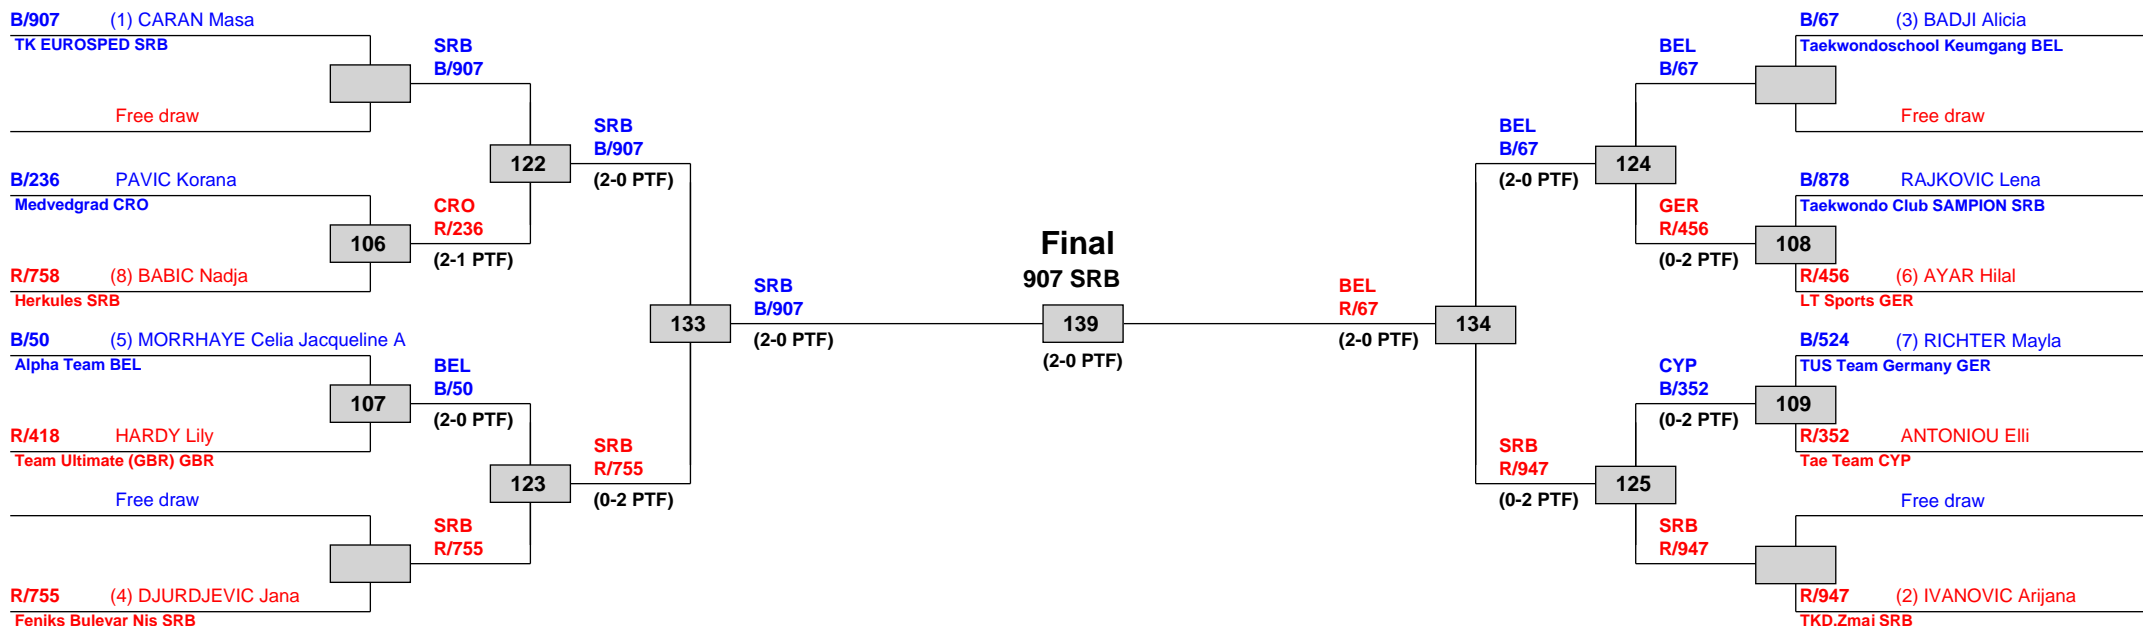 B/907 (1) CARAN Masa
TK EUROSPED SRB
Free draw
B/236 PAVIC Korana
Medvedgrad CRO
R/758 (8) BABIC Nadja
Herkules SRB
B/50 (5) MORRHAYE Celia Jacqueline A
Alpha Team BEL
R/418 HARDY Lily
Team Ultimate (GBR) GBR
Free draw
R/755 (4) DJURDJEVIC Jana
Feniks Bulevar Nis SRB
SRB
B/907
106
CRO
R/236
(2-1 PTF)
107
BEL
B/50
(2-0 PTF)
SRB
R/755
122
SRB
B/907
(2-0 PTF)
123
SRB
R/755
(0-2 PTF)
133
SRB
B/907
(2-0 PTF)
Final
907 SRB
139
(2-0 PTF)
BEL
R/67
(2-0 PTF)
134
BEL
B/67
(2-0 PTF)
124
SRB
R/947
(0-2 PTF)
125
BEL
B/67
GER
R/456
(0-2 PTF)
108
CYP
B/352
(0-2 PTF)
109
SRB
R/947
B/67 (3) BADJI Alicia
Taekwondoschool Keumgang BEL
Free draw
B/878 RAJKOVIC Lena
Taekwondo Club SAMPION SRB
R/456 (6) AYAR Hilal
LT Sports GER
B/524 (7) RICHTER Mayla
TUS Team Germany GER
R/352 ANTONIOU Elli
Tae Team CYP
Free draw
R/947 (2) IVANOVIC Arijana
TKD.Zmai SRB